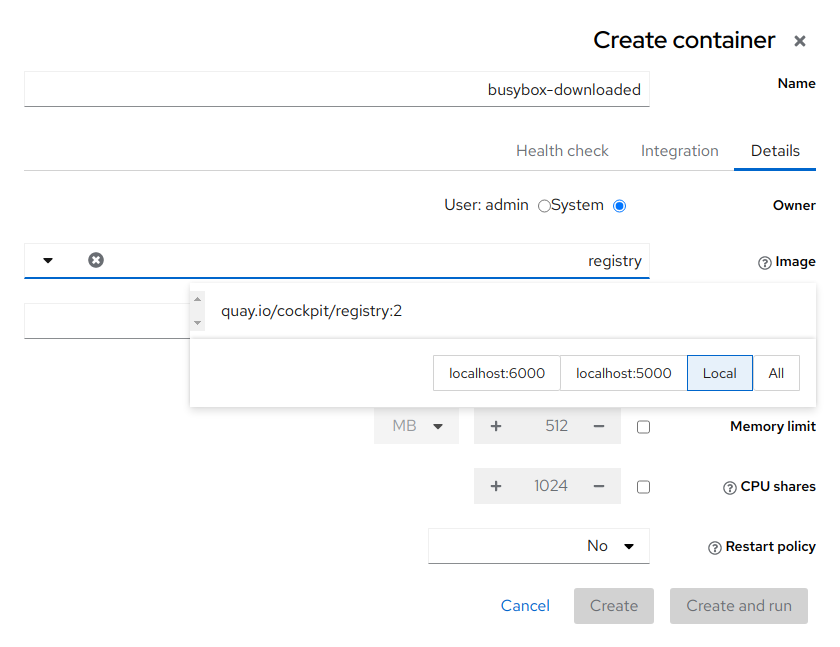 Create container
Name
busybox-downloaded
Details Integration Health check
Owner
System User: admin
Image
registry
quay.io/cockpit/registry:2
All Local localhost:5000 localhost:6000
Memory limit
512 MB
CPU shares
1024
Restart policy
No
Create and run Create Cancel